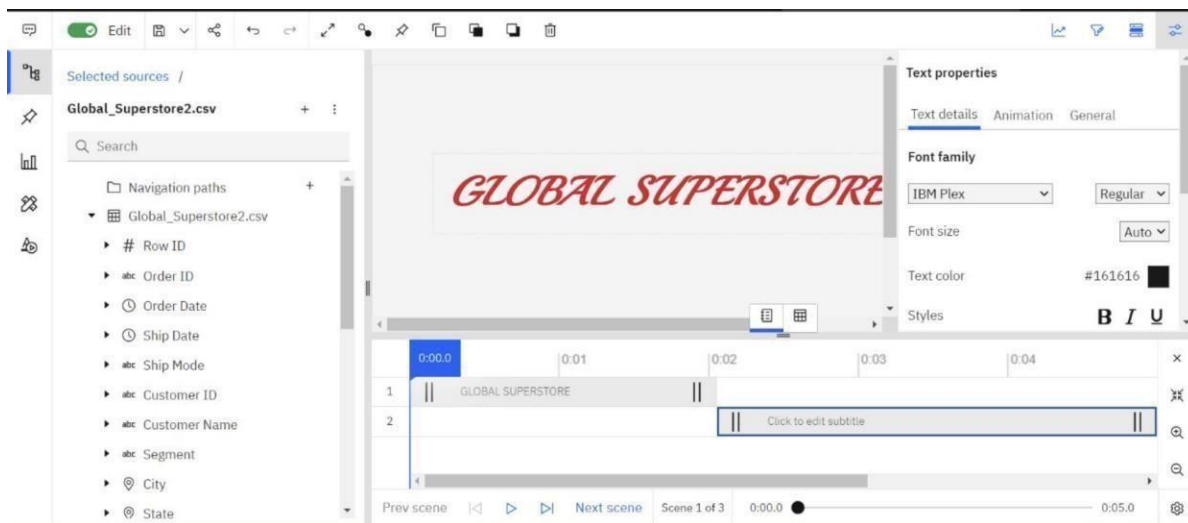 Edit
Selected sources /
Global_Superstore2.csv
Search
Navigation paths
Global_Superstore2.csv
# Row ID
abc Order ID
Order Date
Ship Date
abc Ship Mode
abc Customer ID
abc Customer Name
abc Segment
City
State
GLOBAL SUPERSTORE
Text properties
Text details Animation General
Font family
IBM Plex Regular
Font size Auto
Text color #161616
Styles B I U
0:00.0 0:01 0:02 0:03 0:04
1 GLOBAL SUPERSTORE
2 Click to edit subtitle
Prev scene Next scene Scene 1 of 3 0:00.0 0:05.0